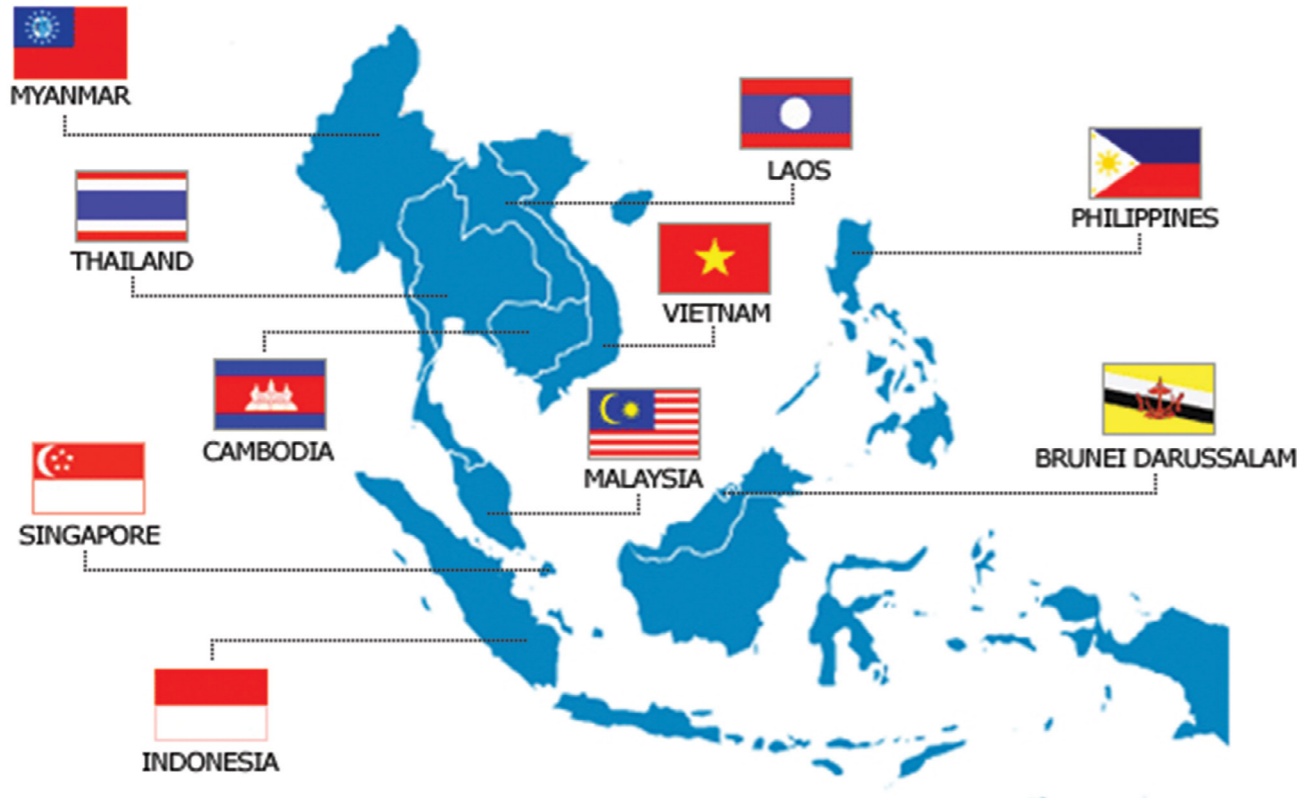 MYANMAR
LAOS
PHILIPPINES
THAILAND
VIETNAM
CAMBODIA
MALAYSIA
BRUNEI DARUSSALAM
SINGAPORE
INDONESIA